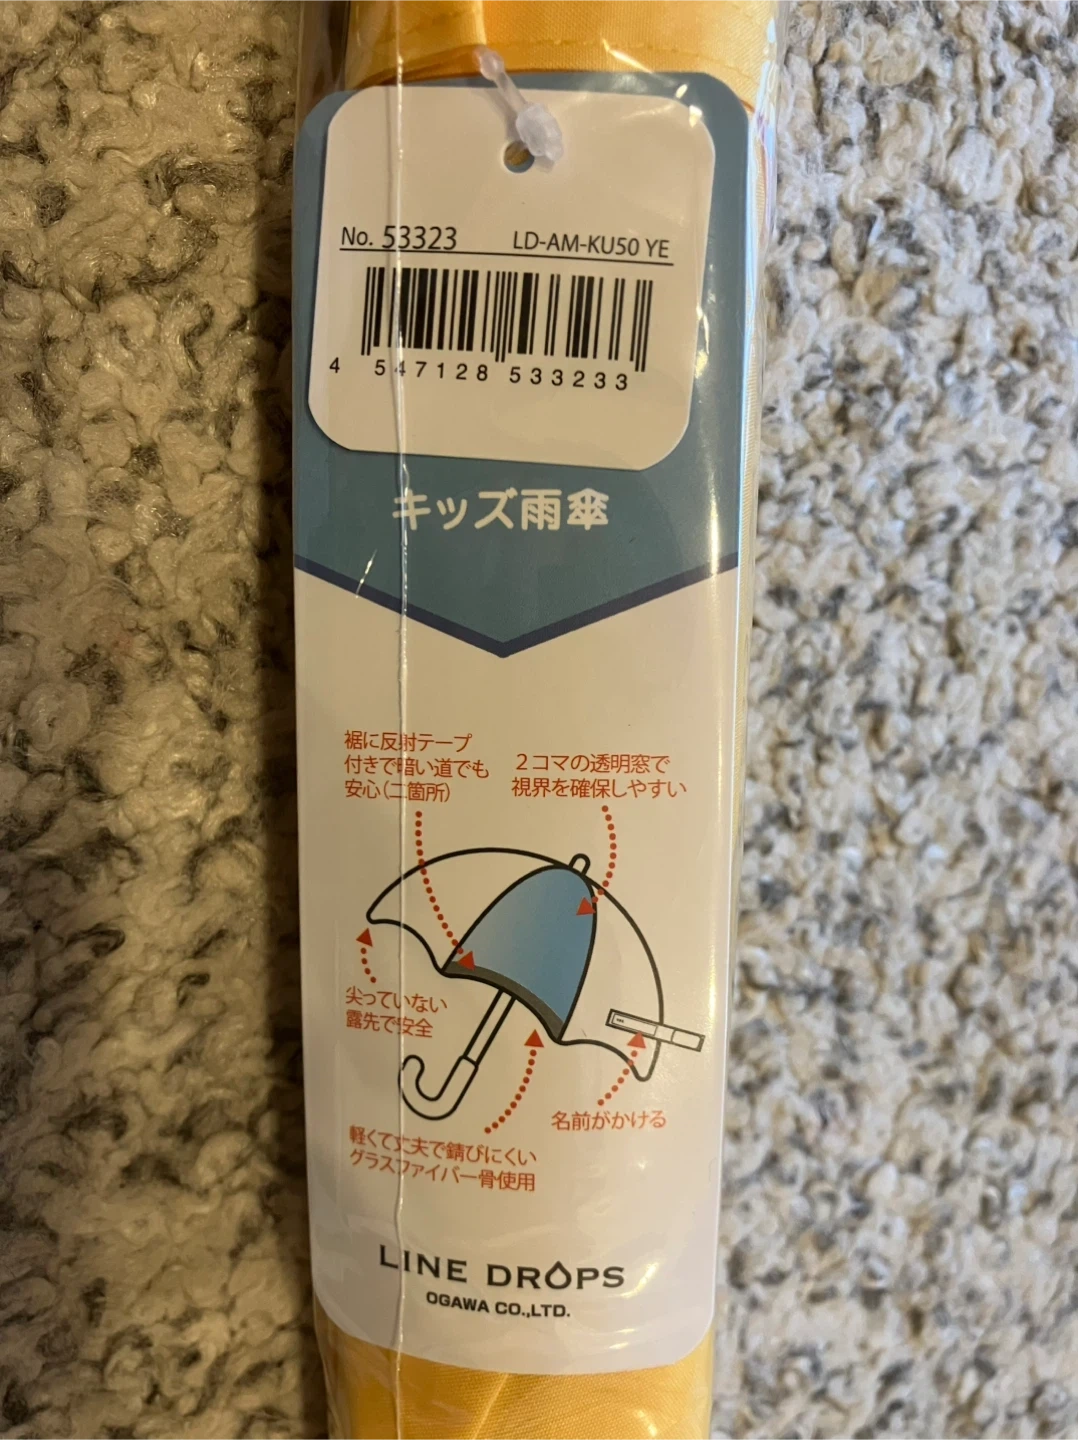 No. 53323 LD-AM-KU50 YE
4 547128 533233
キッズ雨傘
裾に反射テープ
付きで暗い道でも
安心(二箇所)
2コマの透明窓で
視界を確保しやすい
尖っていない
露先で安全
名前がかける
軽くて丈夫で錆びにくい
グラスファイバー骨使用
LINE DROPS
OGAWA CO.,LTD.